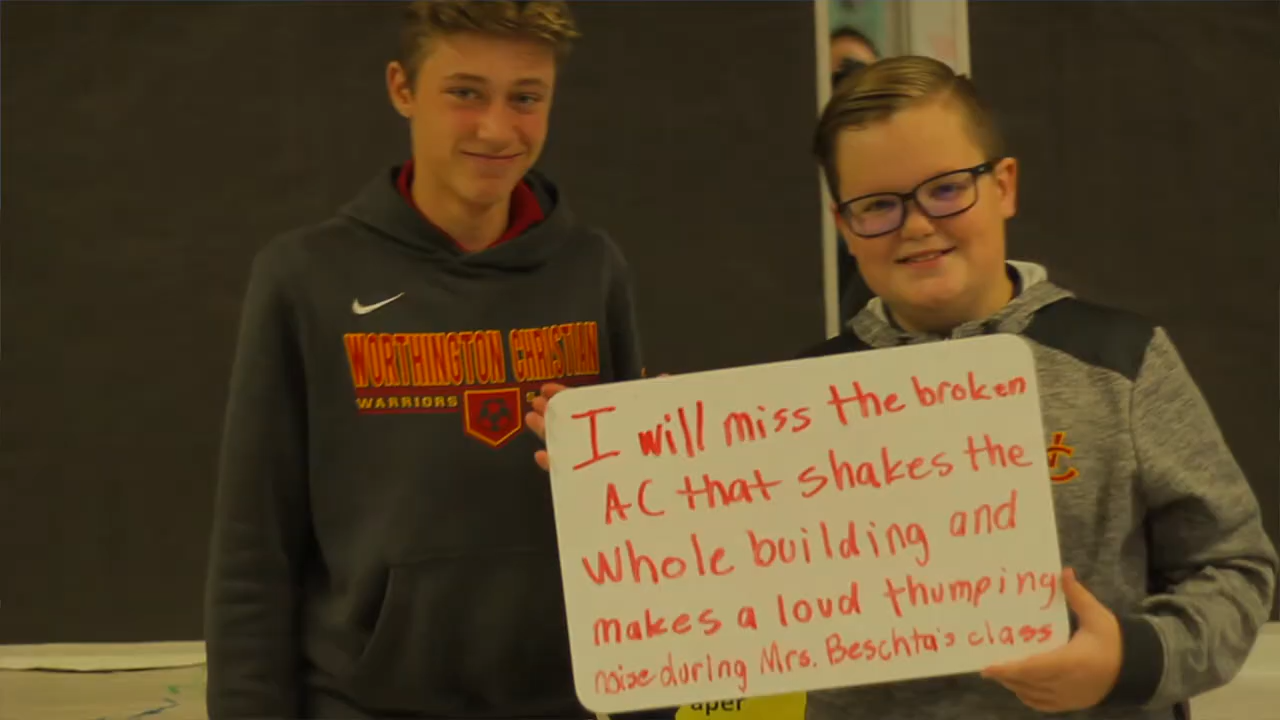 WORTHINGTON CHRISTIAN
WARRIORS S
I will miss the broken
AC that shakes the
whole building and
makes a loud thumping
noise during Mrs. Beschta's class
aper